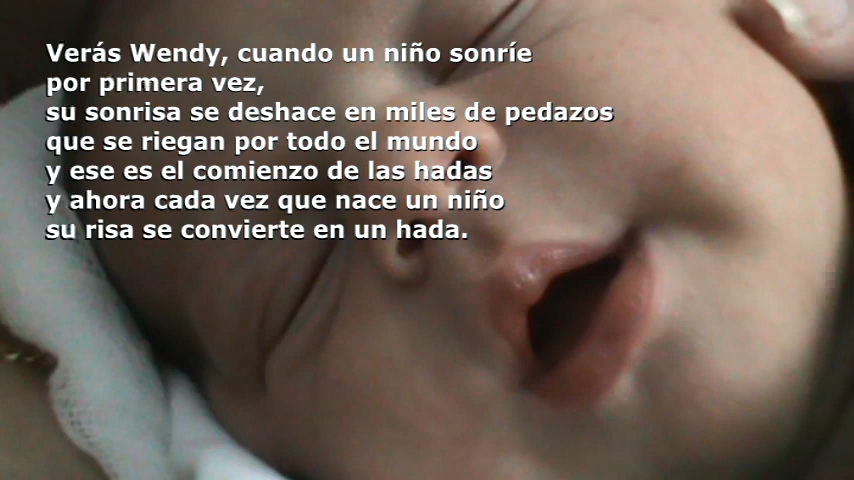 Verás Wendy, cuando un niño sonríe
por primera vez,
su sonrisa se deshace en miles de pedazos
que se riegan por todo el mundo
y ese es el comienzo de las hadas
y ahora cada vez que nace un niño
su risa se convierte en un hada.